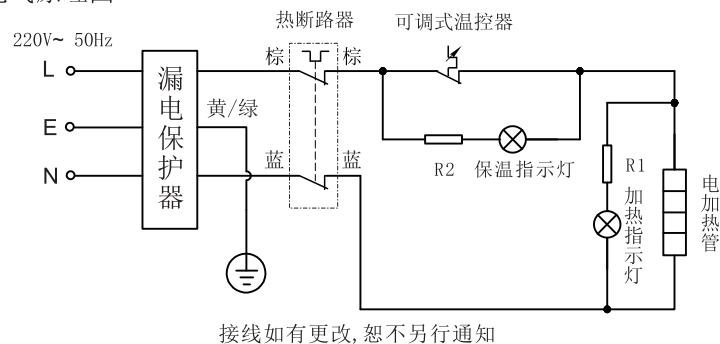 热断路器
可调式温控器
220V~ 50Hz
棕
棕
L
漏电保护器
黄/绿
E
R1
R2
保温指示灯
蓝
蓝
N
加热指示灯
电加热管
接线如有更改,恕不另行通知